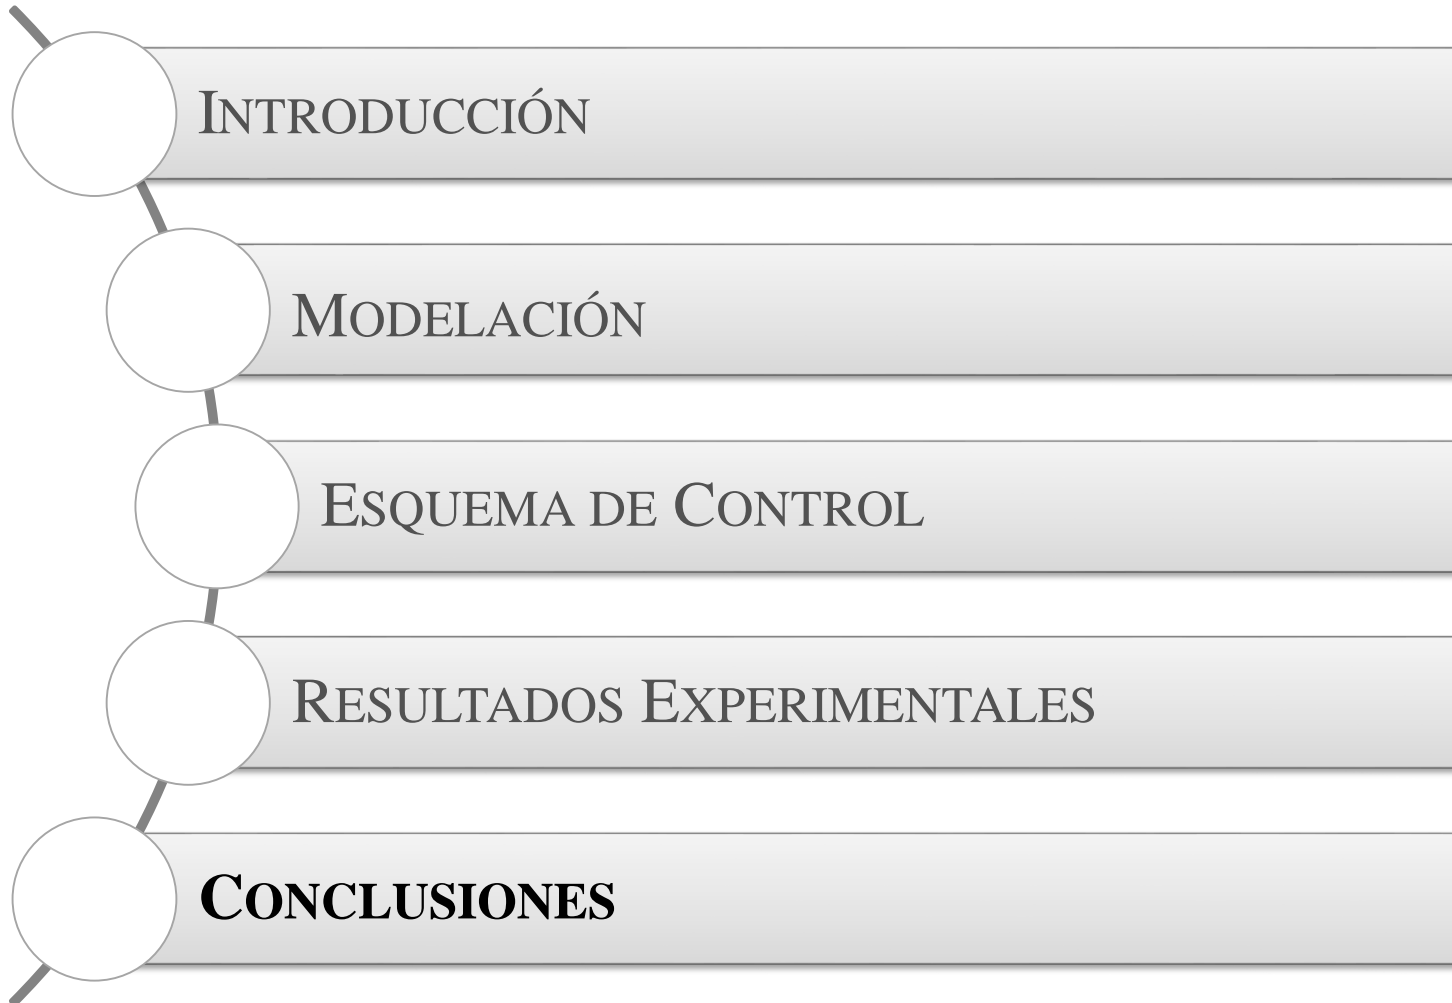 Introducción
Modelación
Esquema de Control
Resultados Experimentales
Conclusiones